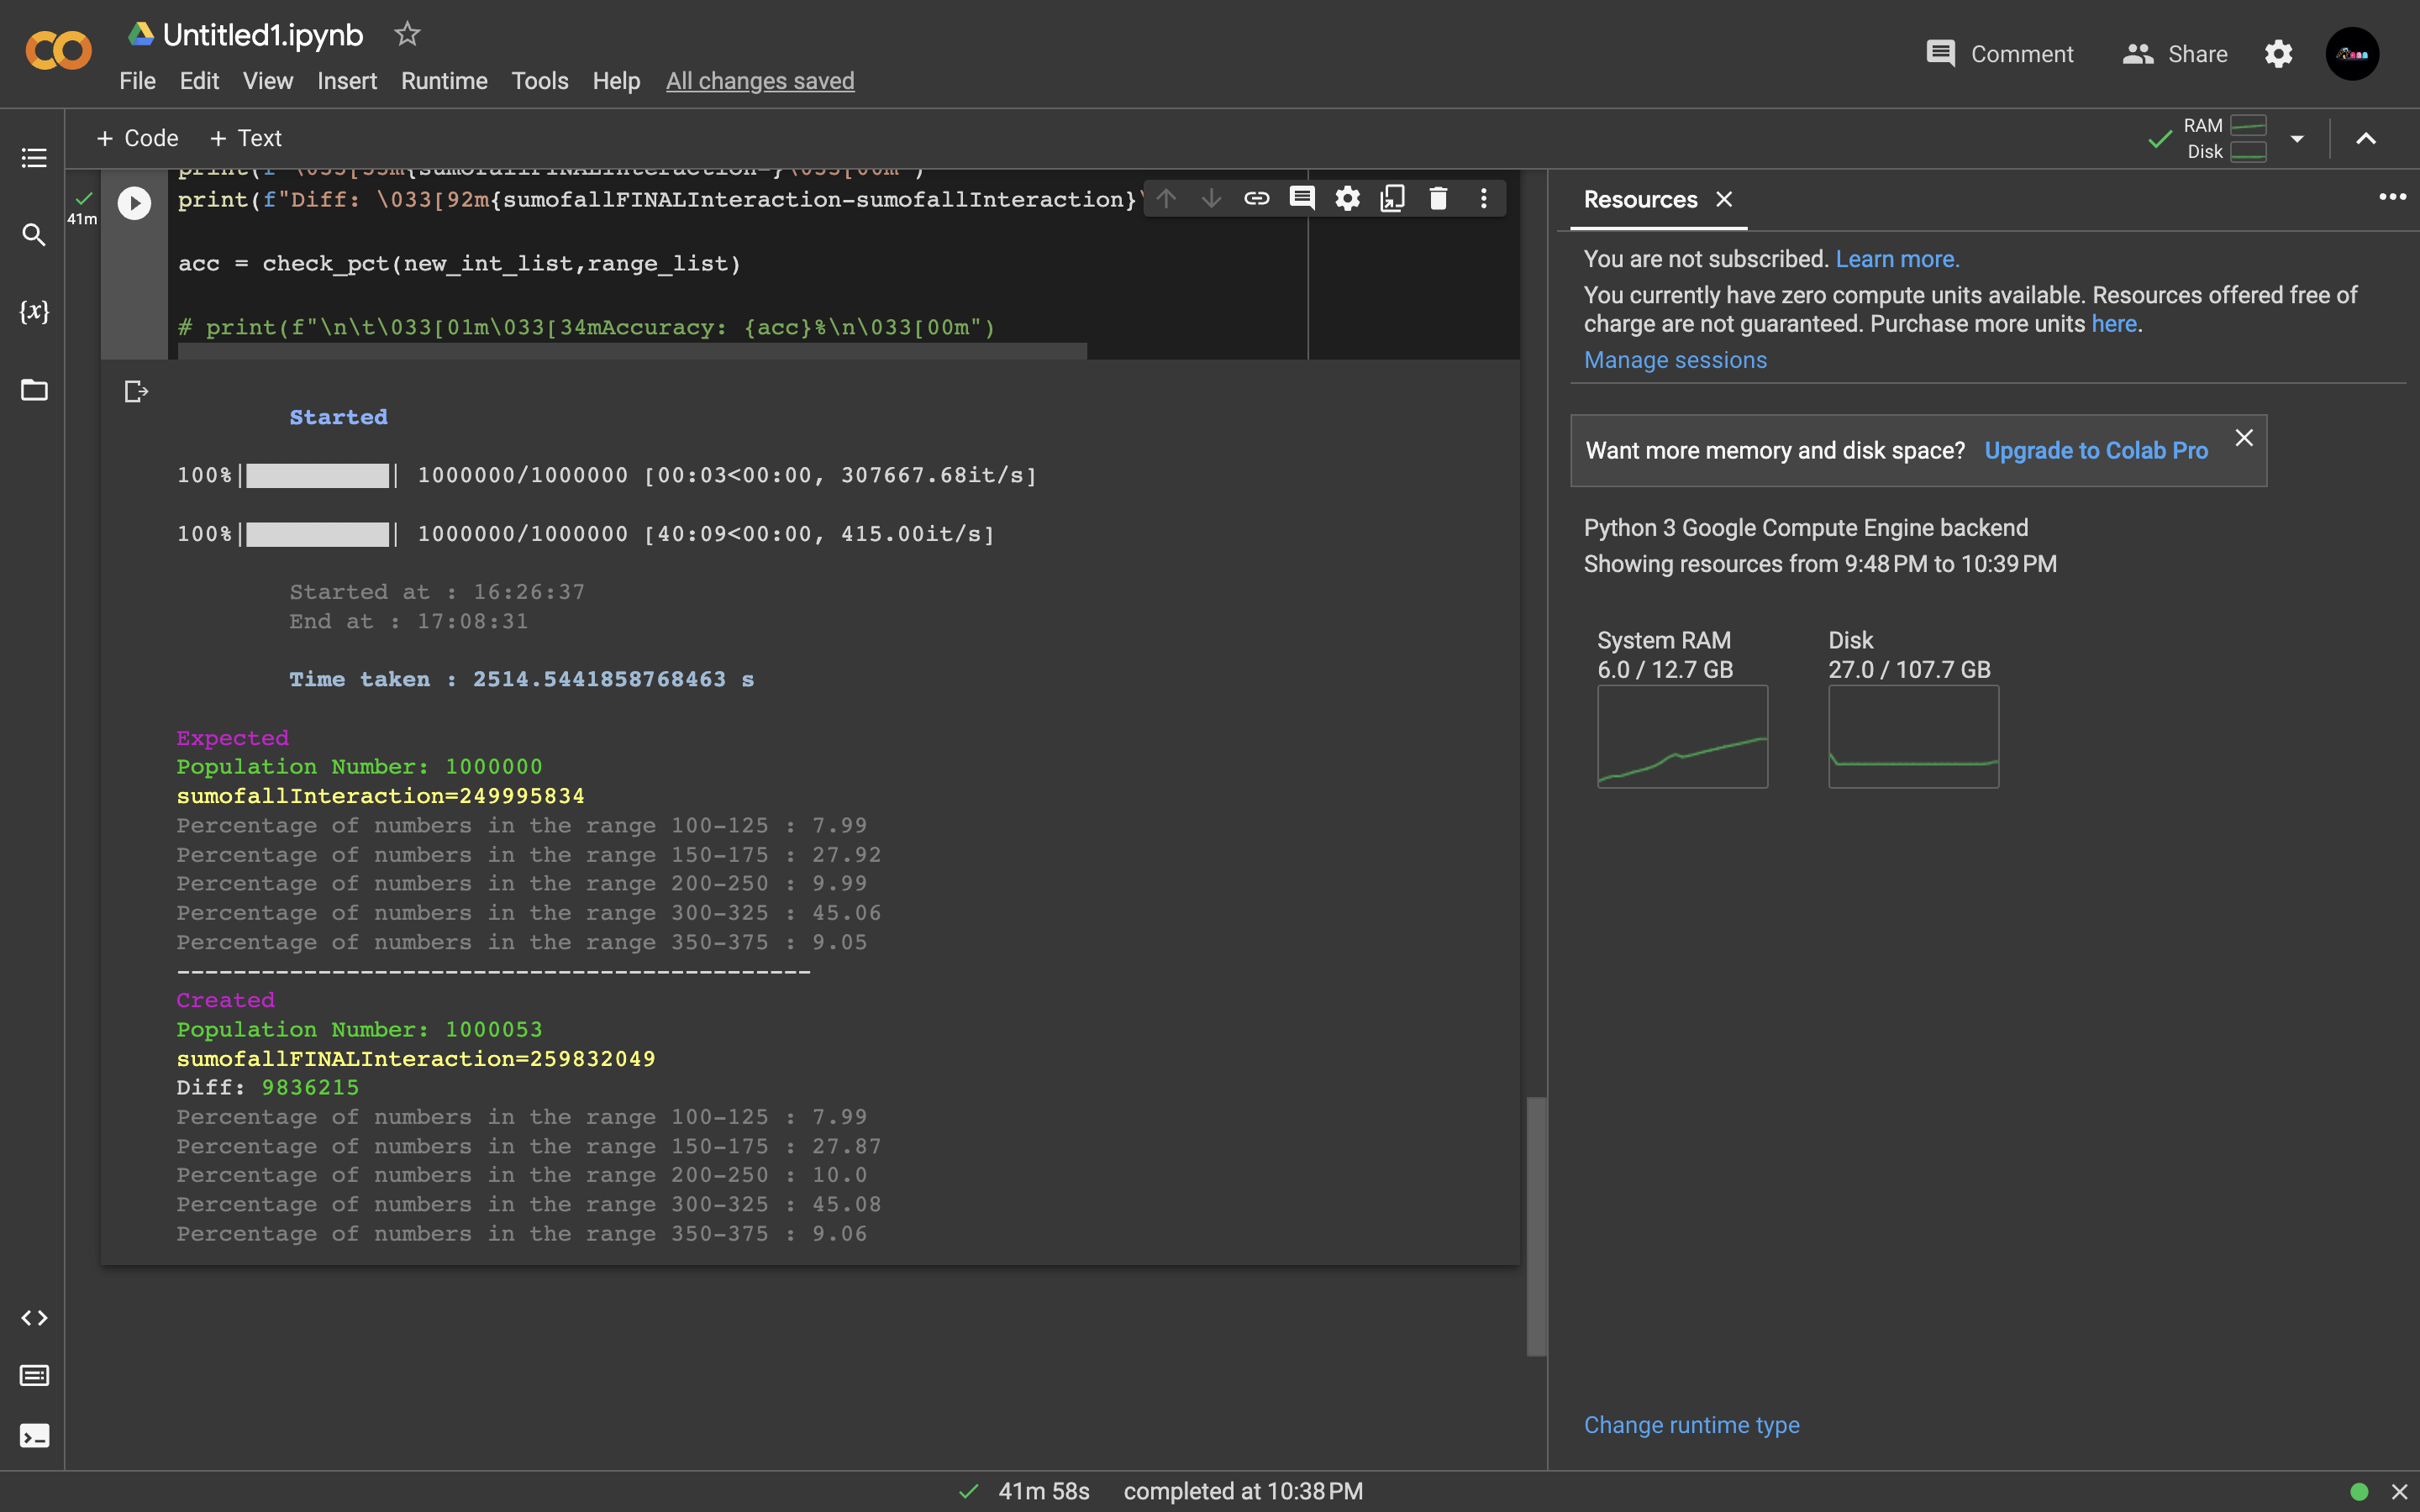 Untitled1.ipynb
File Edit View Insert Runtime Tools Help All changes saved
Comment Share
+ Code + Text
RAM
Disk
41m
print(f"Diff: \033[92m{sumofallFINALInteraction-sumofallInteraction}
acc = check_pct(new_int_list,range_list)
# print(f"\n\t\033[01m\033[34mAccuracy: {acc}%\n\033[00m")
Started
100%| | 1000000/1000000 [00:03<00:00, 307667.68it/s]
100%| | 1000000/1000000 [40:09<00:00, 415.00it/s]
Started at : 16:26:37
End at : 17:08:31
Time taken : 2514.5441858768463 s
Expected
Population Number: 1000000
sumofallInteraction=249995834
Percentage of numbers in the range 100-125 : 7.99
Percentage of numbers in the range 150-175 : 27.92
Percentage of numbers in the range 200-250 : 9.99
Percentage of numbers in the range 300-325 : 45.06
Percentage of numbers in the range 350-375 : 9.05
---------------------------------------------
Created
Population Number: 1000053
sumofallFINALInteraction=259832049
Diff: 9836215
Percentage of numbers in the range 100-125 : 7.99
Percentage of numbers in the range 150-175 : 27.87
Percentage of numbers in the range 200-250 : 10.0
Percentage of numbers in the range 300-325 : 45.08
Percentage of numbers in the range 350-375 : 9.06
Resources
You are not subscribed. Learn more.
You currently have zero compute units available. Resources offered free of
charge are not guaranteed. Purchase more units here.
Manage sessions
Want more memory and disk space? Upgrade to Colab Pro
Python 3 Google Compute Engine backend
Showing resources from 9:48 PM to 10:39 PM
System RAM
6.0 / 12.7 GB
Disk
27.0 / 107.7 GB
Change runtime type
41m 58s completed at 10:38 PM